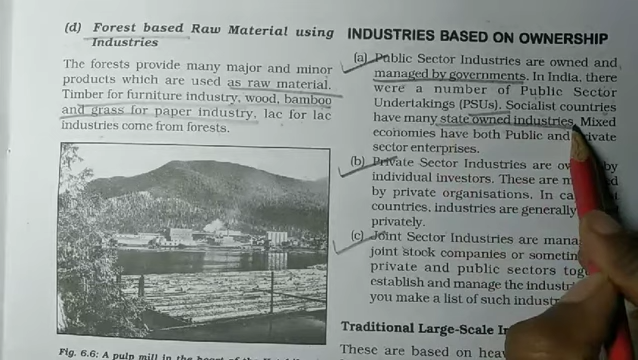 (d) Forest based Raw Material using
Industries
The forests provide many major and minor
products which are used as raw material.
Timber for furniture industry, wood, bamboo
and grass for paper industry, lac for lac
industries come from forests.
INDUSTRIES BASED ON OWNERSHIP
(a) Public Sector Industries are owned and
managed by governments. In India, there
were a number of Public Sector
Undertakings (PSUs). Socialist countries
have many state owned industries. Mixed
economies have both Public and Private
sector enterprises.
(b) Private Sector Industries are by
individual investors. These are
by private organisations. In
countries, industries are generally
privately.
(c) Joint Sector Industries are
joint stock companies or
private and public sectors
establish and manage the
you make a list of such
Traditional Large-Scale
These are based on
Fig. 6.6: A pulp mill in the heart of the